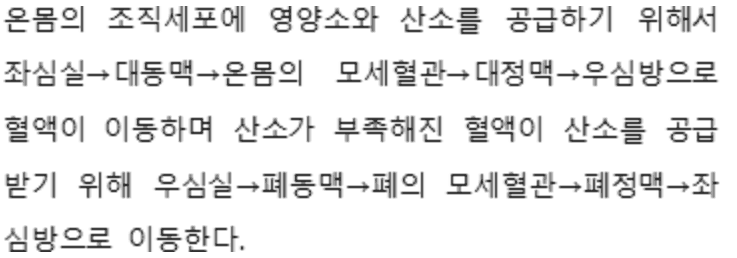 온몸의 조직세포에 영양소와 산소를 공급하기 위해서
좌심실→대동맥→온몸의 모세혈관→대정맥→우심방으로
혈액이 이동하며 산소가 부족해진 혈액이 산소를 공급
받기 위해 우심실→폐동맥→폐의 모세혈관→폐정맥→좌
심방으로 이동한다.